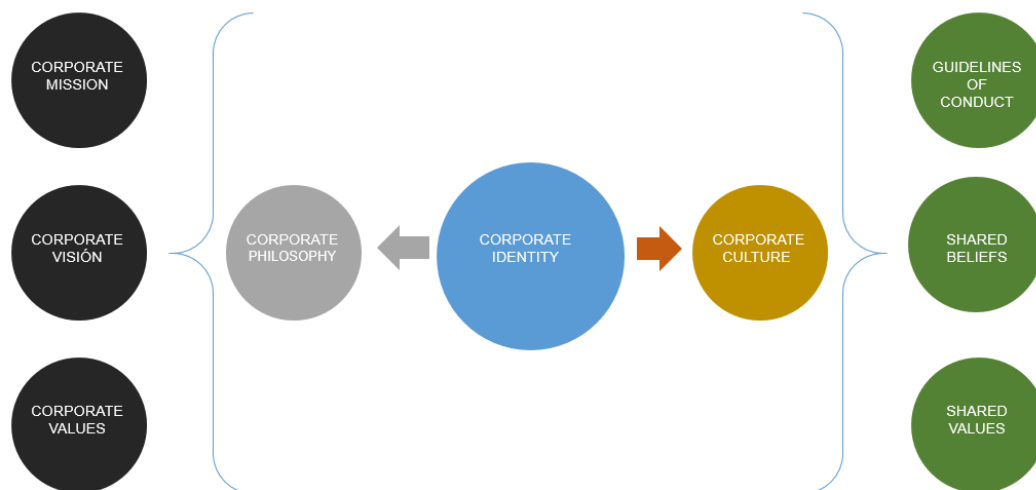 CORPORATE
MISSION
CORPORATE
VISIÓN
CORPORATE
VALUES
CORPORATE
PHILOSOPHY
CORPORATE
IDENTITY
CORPORATE
CULTURE
GUIDELINES
OF
CONDUCT
SHARED
BELIEFS
SHARED
VALUES